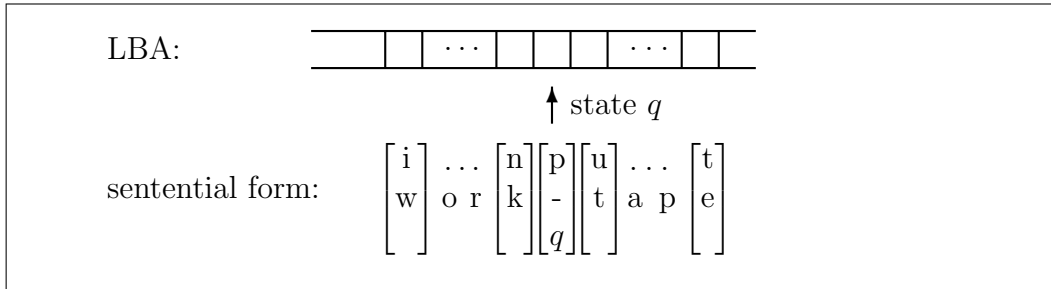 LBA: ... ...
state q
i ... n p u ... t
sentential form: w o r k - t a p e
q